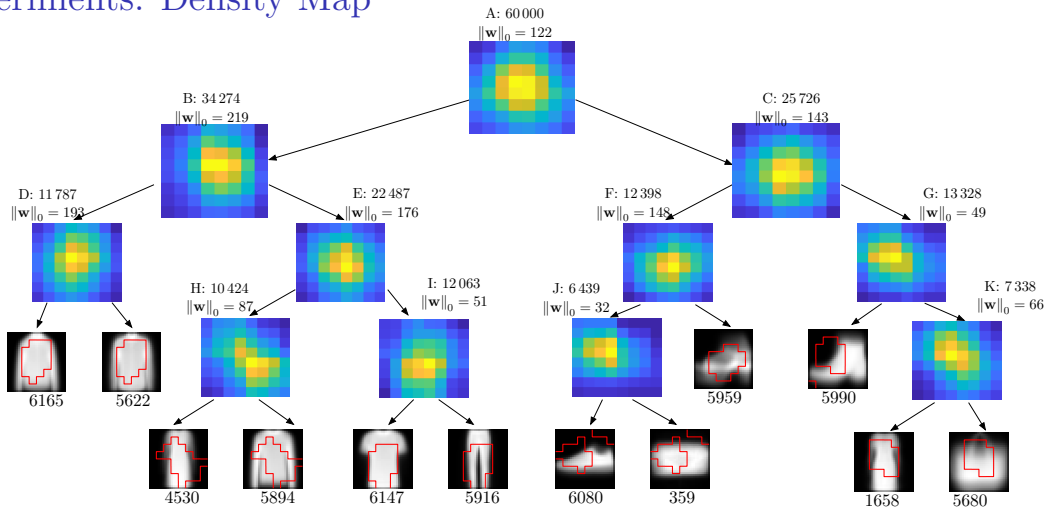 eriments: Density Map
A: 60 000
‖w‖₀ = 122
B: 34 274
‖w‖₀ = 219
C: 25 726
‖w‖₀ = 143
D: 11 787
‖w‖₀ = 193
E: 22 487
‖w‖₀ = 176
F: 12 398
‖w‖₀ = 148
G: 13 328
‖w‖₀ = 49
H: 10 424
‖w‖₀ = 87
I: 12 063
‖w‖₀ = 51
J: 6 439
‖w‖₀ = 32
K: 7 338
‖w‖₀ = 66
6165
5622
5959
5990
4530
5894
6147
5916
6080
359
1658
5680